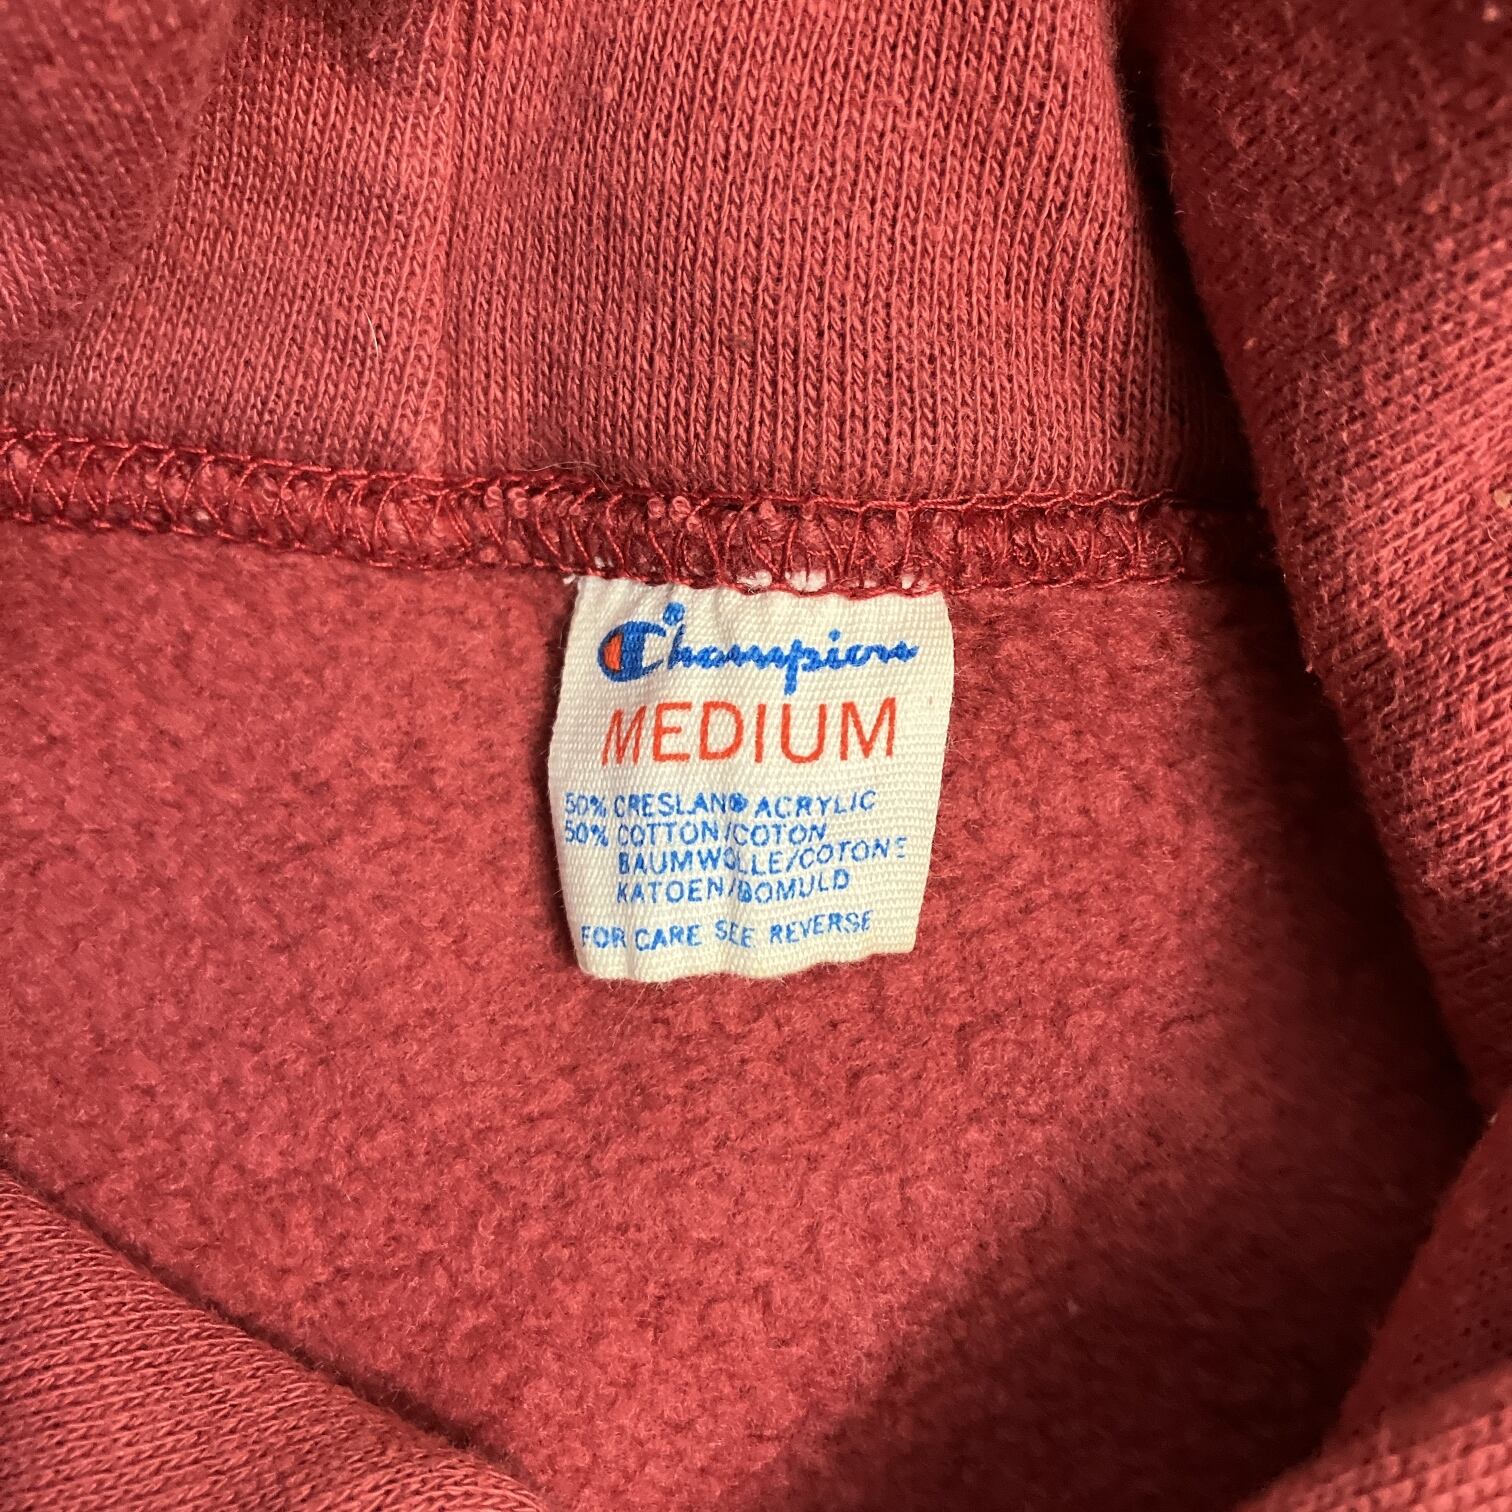 Champion
MEDIUM
50% CRESLAN® ACRYLIC
50% COTTON/COTON
BAUMWOLLE/COTONE
KATOEN/BOMULD
FOR CARE SEE REVERSE